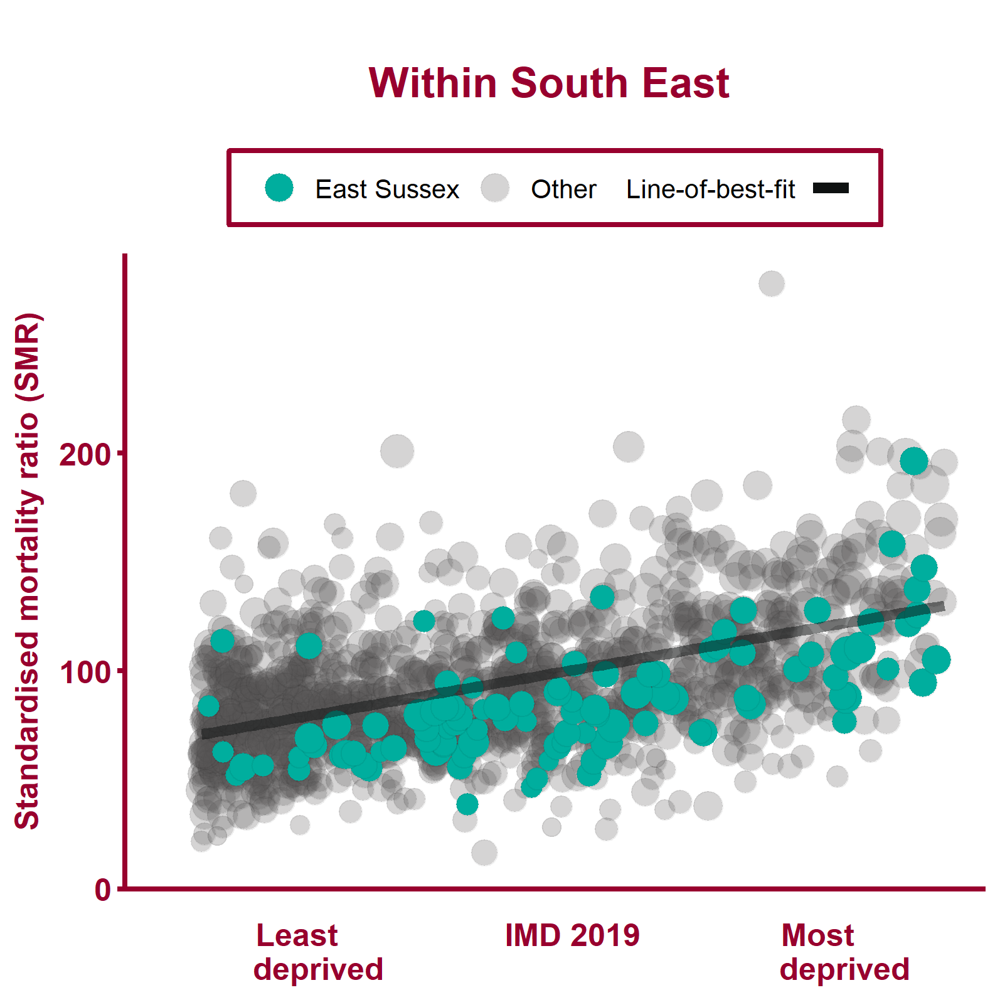 Within South East
East Sussex Other Line-of-best-fit
Standardised mortality ratio (SMR)
200
100
0
Least deprived
IMD 2019
Most deprived